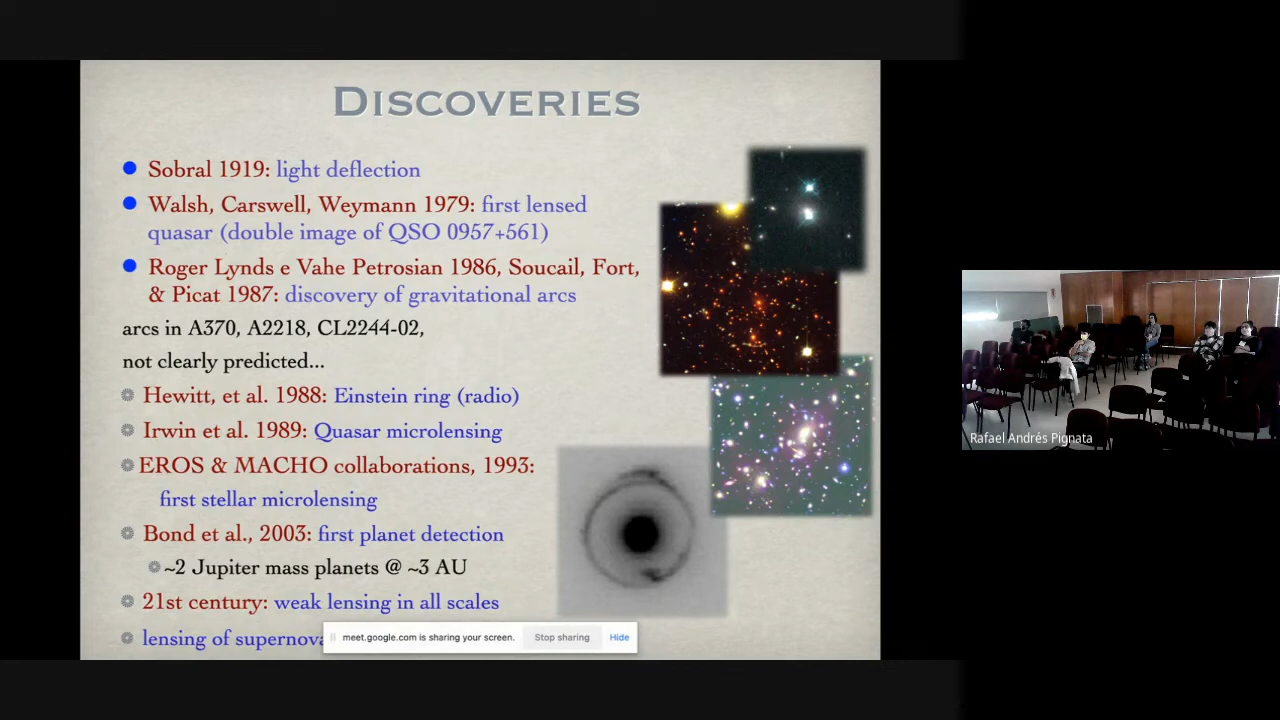 DISCOVERIES
Sobral 1919: light deflection
Walsh, Carswell, Weymann 1979: first lensed
quasar (double image of QSO 0957+561)
Roger Lynds e Vahe Petrosian 1986, Soucail, Fort,
& Picat 1987: discovery of gravitational arcs
arcs in A370, A2218, CL2244-02,
not clearly predicted...
Hewitt, et al. 1988: Einstein ring (radio)
Irwin et al. 1989: Quasar microlensing
EROS & MACHO collaborations, 1993:
first stellar microlensing
Bond et al., 2003: first planet detection
~2 Jupiter mass planets @ ~3 AU
21st century: weak lensing in all scales
lensing of supernova
meet.google.com is sharing your screen. Stop sharing Hide
Rafael Andrés Pignata